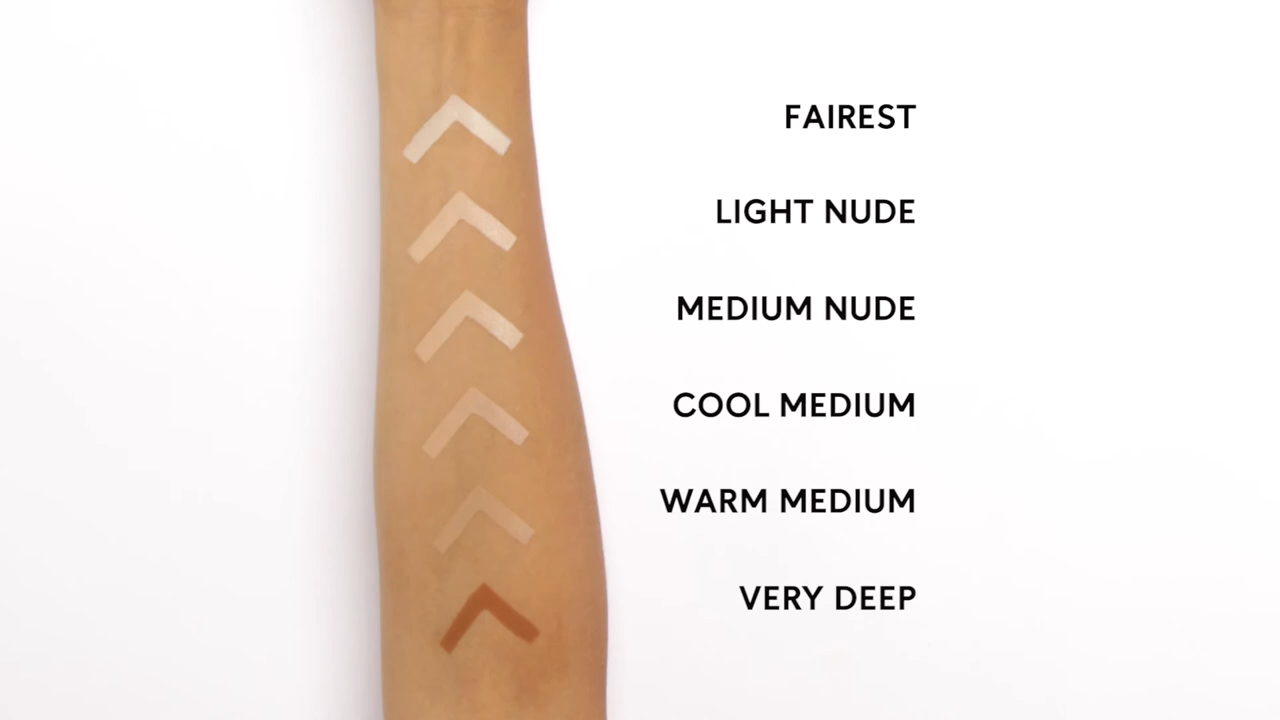 FAIREST
LIGHT NUDE
MEDIUM NUDE
COOL MEDIUM
WARM MEDIUM
VERY DEEP